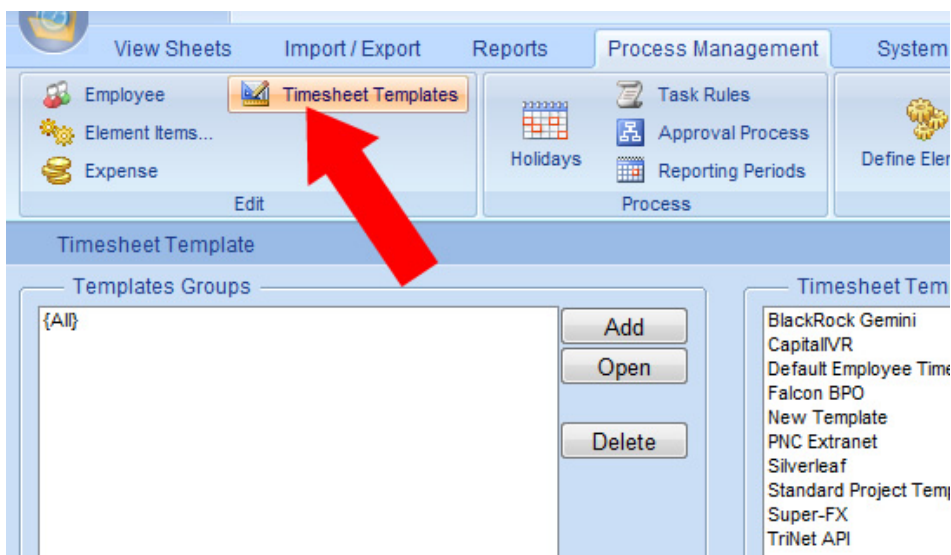 View Sheets Import / Export Reports Process Management System
Employee Timesheet Templates
Element Items...
Expense
Edit
Holidays
Task Rules
Approval Process
Reporting Periods
Process
Define Eler
Timesheet Template
Templates Groups
{All}
Add
Open
Delete
Timesheet Tem
BlackRock Gemini
CapitalIVR
Default Employee Time
Falcon BPO
New Template
PNC Extranet
Silverleaf
Standard Project Temp
Super-FX
TriNet API